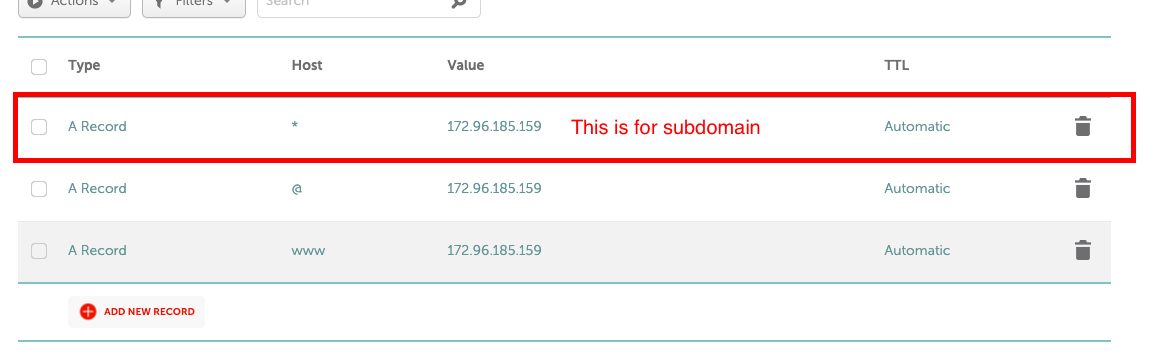 Actions Filters Search
Type Host Value TTL
A Record * 172.96.185.159 This is for subdomain Automatic
A Record @ 172.96.185.159 Automatic
A Record www 172.96.185.159 Automatic
ADD NEW RECORD